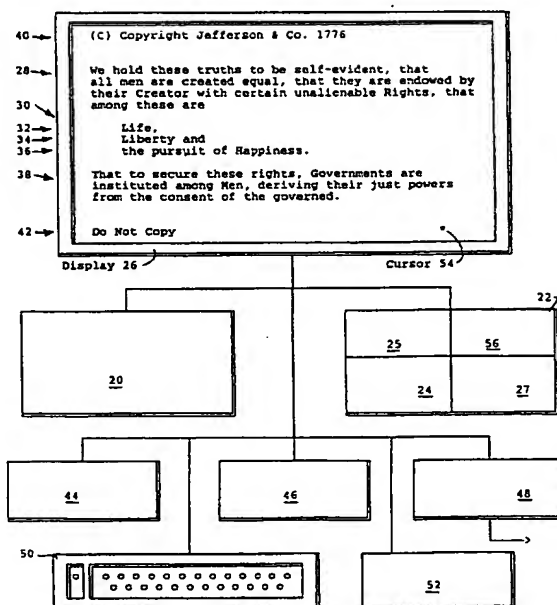 40 (C) Copyright Jefferson & Co. 1776
28 We hold these truths to be self-evident, that
all men are created equal, that they are endowed by
their Creator with certain unalienable Rights, that
30 among these are
32 Life,
34 Liberty and
36 the pursuit of Happiness.
38 That to secure these rights, Governments are
instituted among Men, deriving their just powers
from the consent of the governed.
42 Do Not Copy
Display 26 Cursor 54
22
25 56
20
24 27
44 46 48
50
52